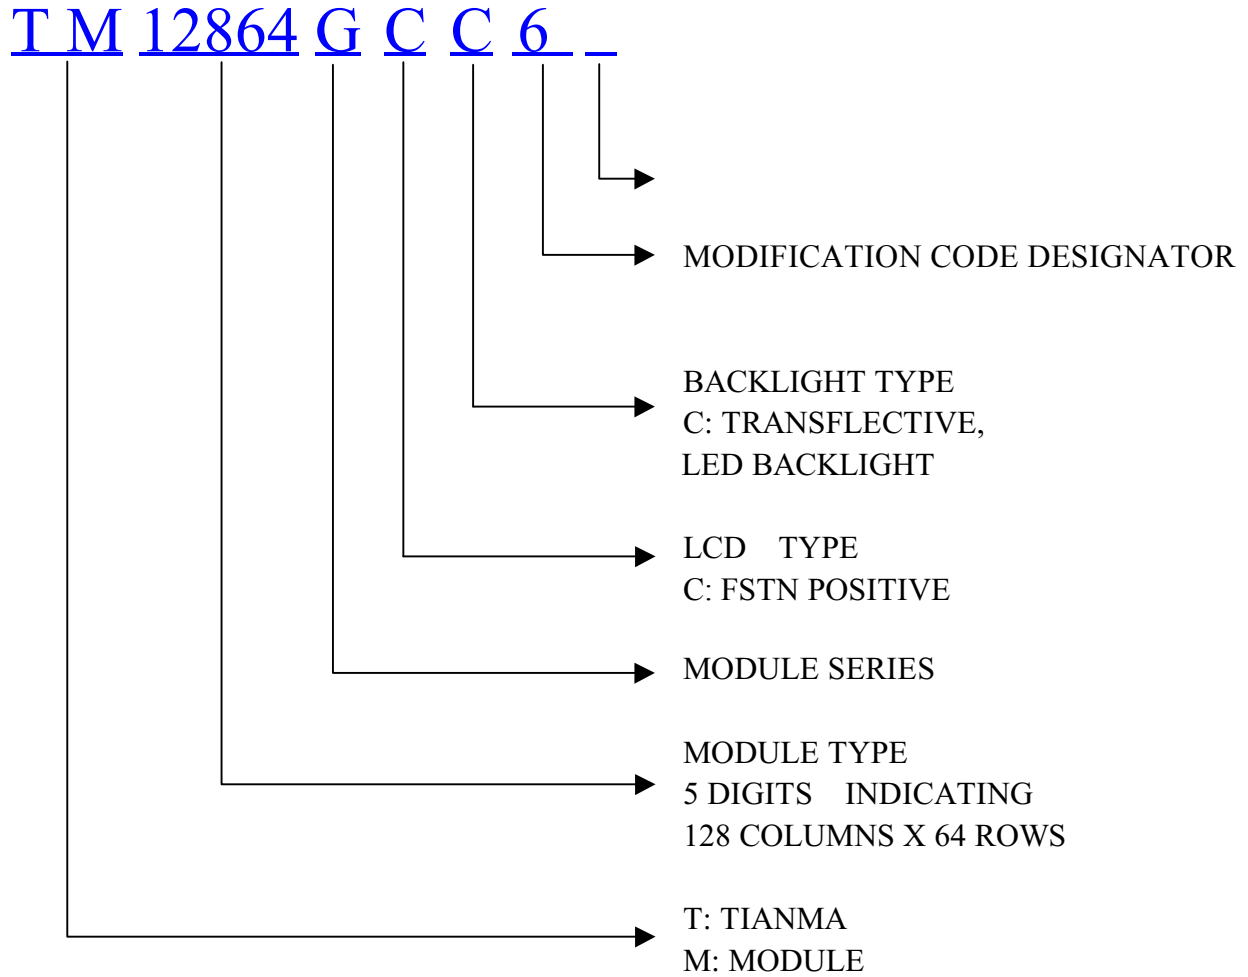 T M 12864 G C C 6 _
MODIFICATION CODE DESIGNATOR
BACKLIGHT TYPE
C: TRANSFLECTIVE,
LED BACKLIGHT
LCD TYPE
C: FSTN POSITIVE
MODULE SERIES
MODULE TYPE
5 DIGITS INDICATING
128 COLUMNS X 64 ROWS
T: TIANMA
M: MODULE